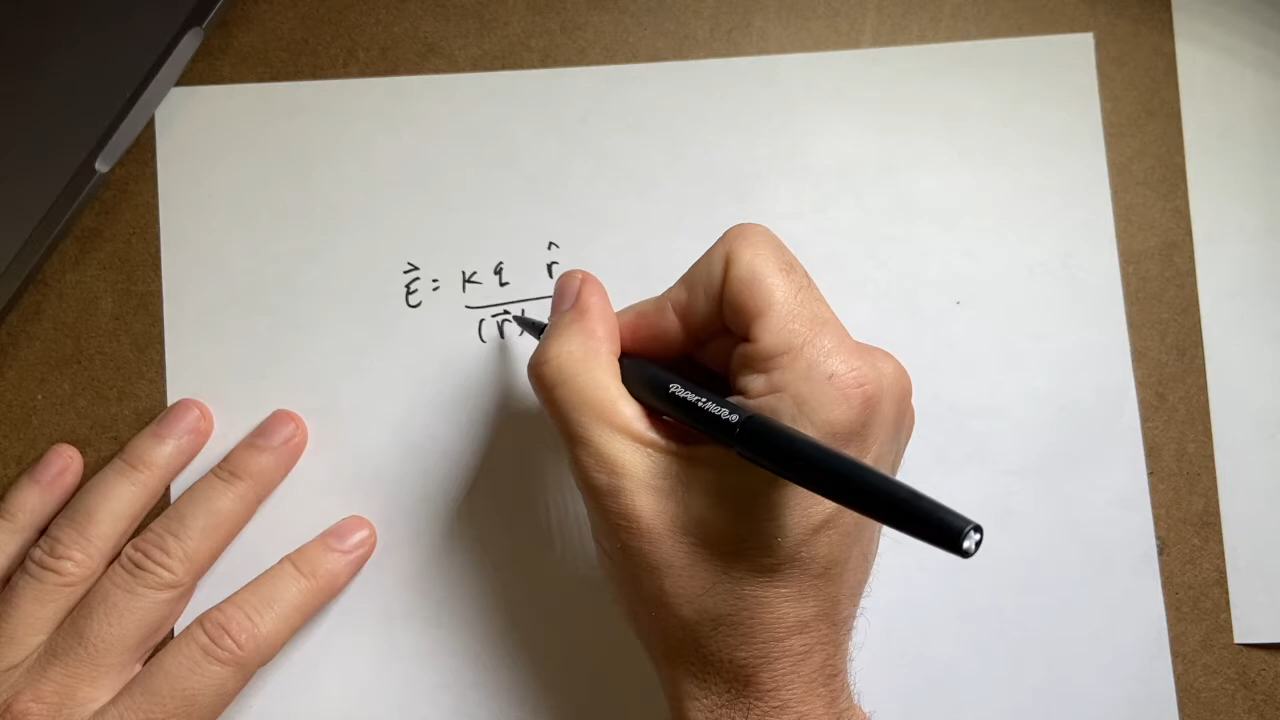 E⃗ = K q r̂
(r⃗)
Paper:Mate®